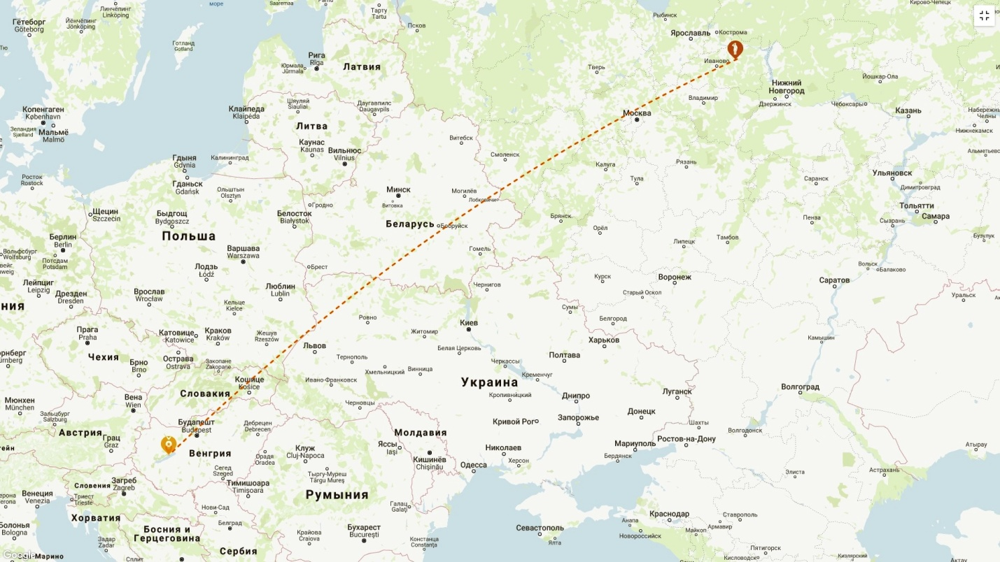 море
Saaremaa
Линчёпинг
Linköping
Гётеборг
Göteborg
Йёнчёпинг
Jönköping
Готланд
Gotland
Тарту
Tartu
Псков
Рыбинск
Ярославль
Кострома
Кирово-Чепецк
Рига
Rīga
Юрмала
Jūrmala
Латвия
Тверь
Иваново
Нижний
Новгород
Йошкар-Ола
Копенгаген
København
Зеландия
Sjælland
Мальмё
Malmö
Клайпеда
Klaipėda
Шяуляй
Šiauliai
Даугавпилс
Daugavpils
Владимир
Дзержинск
Чебоксары
Казань
Набережные
Челны
Нижнекамск
Литва
Каунас
Kaunas
Вильнюс
Vilnius
Витебск
Москва
Смоленск
Калуга
Рязань
Тула
Альметьевс
Гдыня
Gdynia
Гданьск
Gdańsk
Калининград
Росток
Rostock
Ольштын
Olsztyn
Минск
Витовка
Могилёв
Лобковичи
Саранск
Ульяновск
Димитровград
Тольятти
Самара
Сызрань
Щецин
Szczecin
Быдгощ
Bydgoszcz
Гродно
Белосток
Białystok
Беларусь
Бобруйск
Брянск
Орёл
Пенза
Липецк
Тамбов
Бузулук
Берлин
Berlin
Польша
Варшава
Warszawa
Вольфсбург
Wolfsburg
Потсдам
Potsdam
Лодзь
Łódź
Брест
Гомель
Вольск
Балаково
Лейпциг
Leipzig
Дрезден
Dresden
Врослав
Wrocław
Люблин
Lublin
Кельце
Kielce
Чернигов
Курск
Старый Оскол
Воронеж
Саратов
Уральск
ния
Прага
Praha
Катовице
Katowice
Краков
Kraków
Жешув
Rzeszów
Ровно
Житомир
Киев
Сумы
Белгород
Камышин
Чехия
Брно
Brno
Острава
Ostrava
Закопане
Zakopane
Львов
Тернополь
Хмельницкий
Винница
Белая Церковь
Черкассы
Полтава
Харьков
Кременчуг
Мюнхен
München
Зальцбург
Salzburg
Вена
Wien
Словакия
Кошице
Košice
Ивано-Франковск
Черновцы
Украина
Кропивницкий
Днипро
Луганск
Волгоград
Австрия
Грац
Graz
Будапешт
Budapest
Дебрецен
Debrecen
Молдавия
Кривой Рог
Запорожье
Донецк
Шахты
Волгодонск
Венгрия
Орадя
Oradea
Клуж
Cluj-Napoca
Яссы
Iași
Кишинёв
Chișinău
Николаев
Херсон
Мариуполь
Бердянск
Ростов-на-Дону
Атырау
Сегед
Szeged
Тыргу-Муреш
Târgu Mureș
Одесса
Элиста
Астрахань
Словения
Загреб
Zagreb
Тимишоара
Timișoara
Румыния
Венеция
Venezia
Триест
Trieste
Нови-Сад
Галац
Galați
Хорватия
Белград
Краснодар
Ставрополь
Болонья
Bologna
Босния и
Герцеговина
Задар
Zadar
Крайова
Craiova
Бухарест
București
Констанца
Constanța
Севастополь
Ялта
Анапа
Новороссийск
Армавир
Майкоп
Google
Марино
Сплит
Сербия
Пятигорск
Кисловодск
Кизлярский
Актау